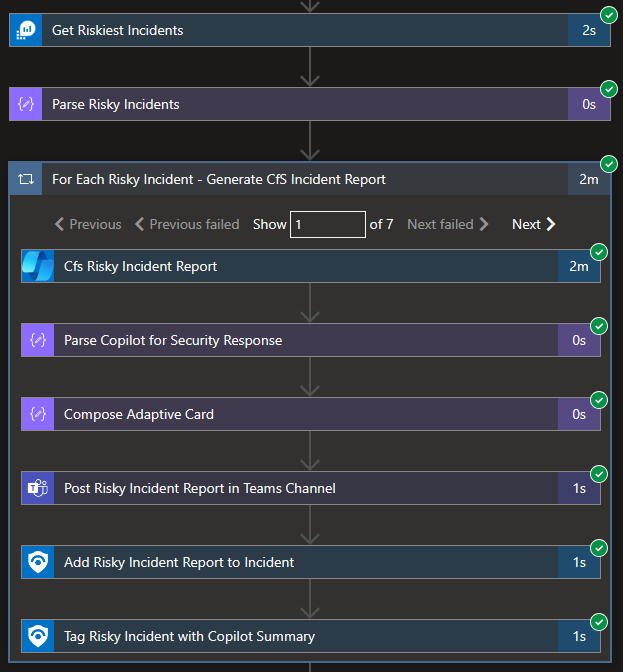 Get Riskiest Incidents 2s
Parse Risky Incidents 0s
For Each Risky Incident - Generate CfS Incident Report 2m
Previous Previous failed Show 1 of 7 Next failed Next
Cfs Risky Incident Report 2m
Parse Copilot for Security Response 0s
Compose Adaptive Card 0s
Post Risky Incident Report in Teams Channel 1s
Add Risky Incident Report to Incident 1s
Tag Risky Incident with Copilot Summary 1s